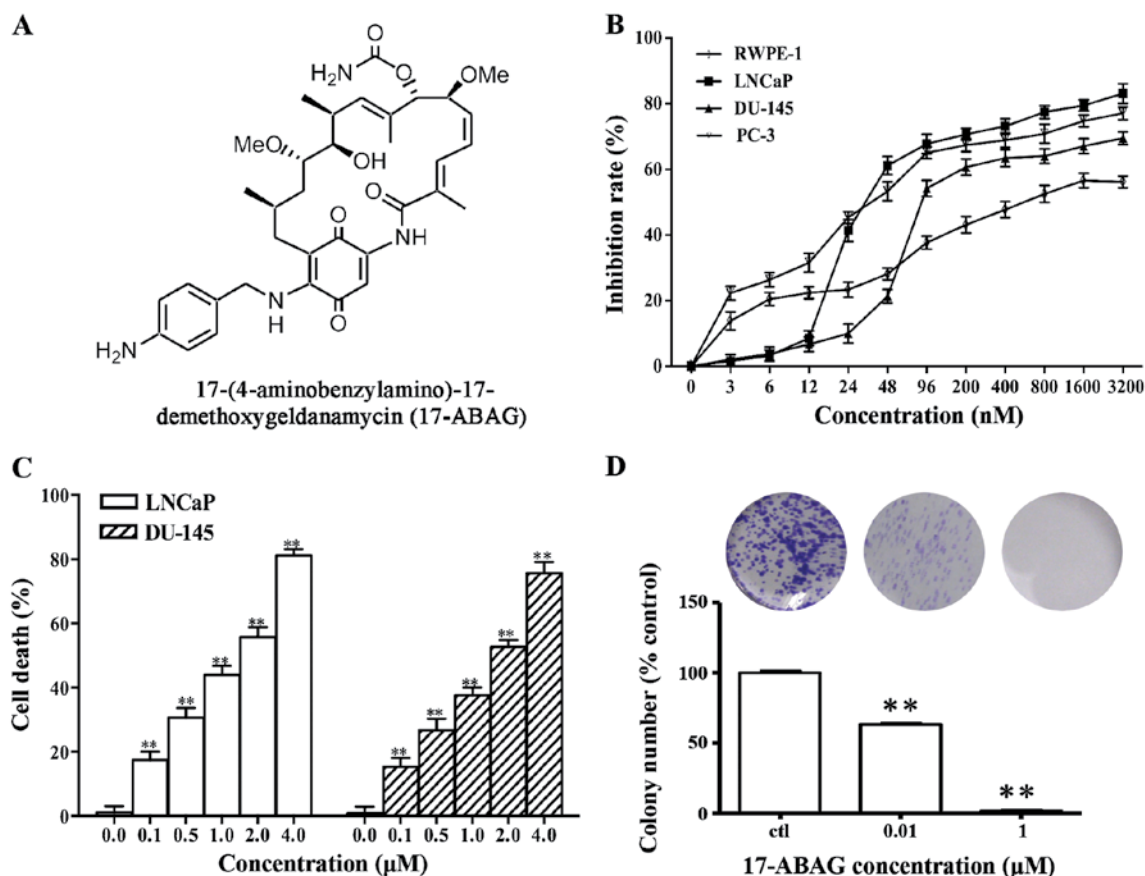 A
O
H₂N
O
OMe
MeO
OH
O
O
NH
N
H
O
H₂N
17-(4-aminobenzylamino)-17-
demethoxygeldanamycin (17-ABAG)
B
RWPE-1
LNCaP
DU-145
PC-3
Inhibition rate (%)
100
80
60
40
20
0
0 3 6 12 24 48 96 200 400 800 1600 3200
Concentration (nM)
C
LNCaP
DU-145
Cell death (%)
100
80
60
40
20
0
** ** ** ** ** ** ** ** ** **
0.0 0.1 0.5 1.0 2.0 4.0 0.0 0.1 0.5 1.0 2.0 4.0
Concentration (μM)
D
Colony number (% control)
150
100
50
0
** **
ctl 0.01 1
17-ABAG concentration (μM)